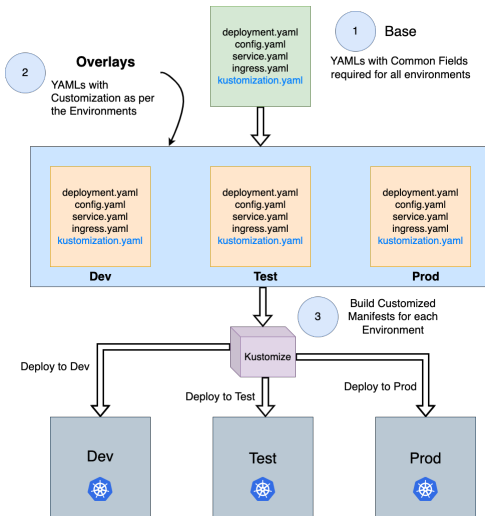 deployment.yaml
config.yaml
service.yaml
ingress.yaml
kustomization.yaml
1
Base
YAMLs with Common Fields
required for all environments
2
Overlays
YAMLs with
Customization as per
the Environments
deployment.yaml
config.yaml
service.yaml
ingress.yaml
kustomization.yaml
Dev
deployment.yaml
config.yaml
service.yaml
ingress.yaml
kustomization.yaml
Test
deployment.yaml
config.yaml
service.yaml
ingress.yaml
kustomization.yaml
Prod
3
Build Customized
Manifests for each
Environment
Kustomize
Deploy to Dev
Deploy to Test
Deploy to Prod
Dev
Test
Prod